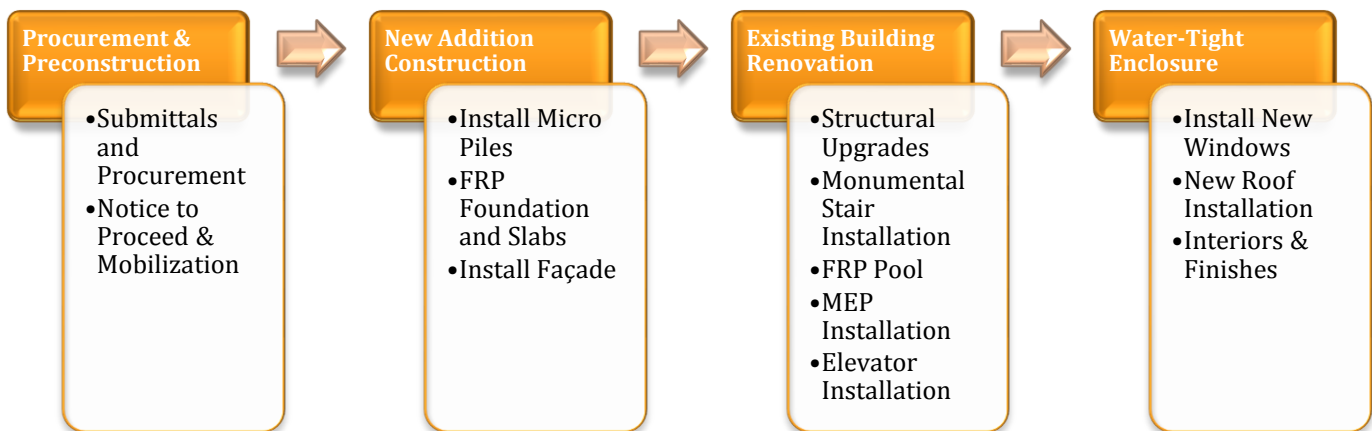 Procurement &
Preconstruction
•Submittals
and
Procurement
•Notice to
Proceed &
Mobilization
New Addition
Construction
•Install Micro
Piles
•FRP
Foundation
and Slabs
•Install Façade
Existing Building
Renovation
•Structural
Upgrades
•Monumental
Stair
Installation
•FRP Pool
•MEP
Installation
•Elevator
Installation
Water-Tight
Enclosure
•Install New
Windows
•New Roof
Installation
•Interiors &
Finishes